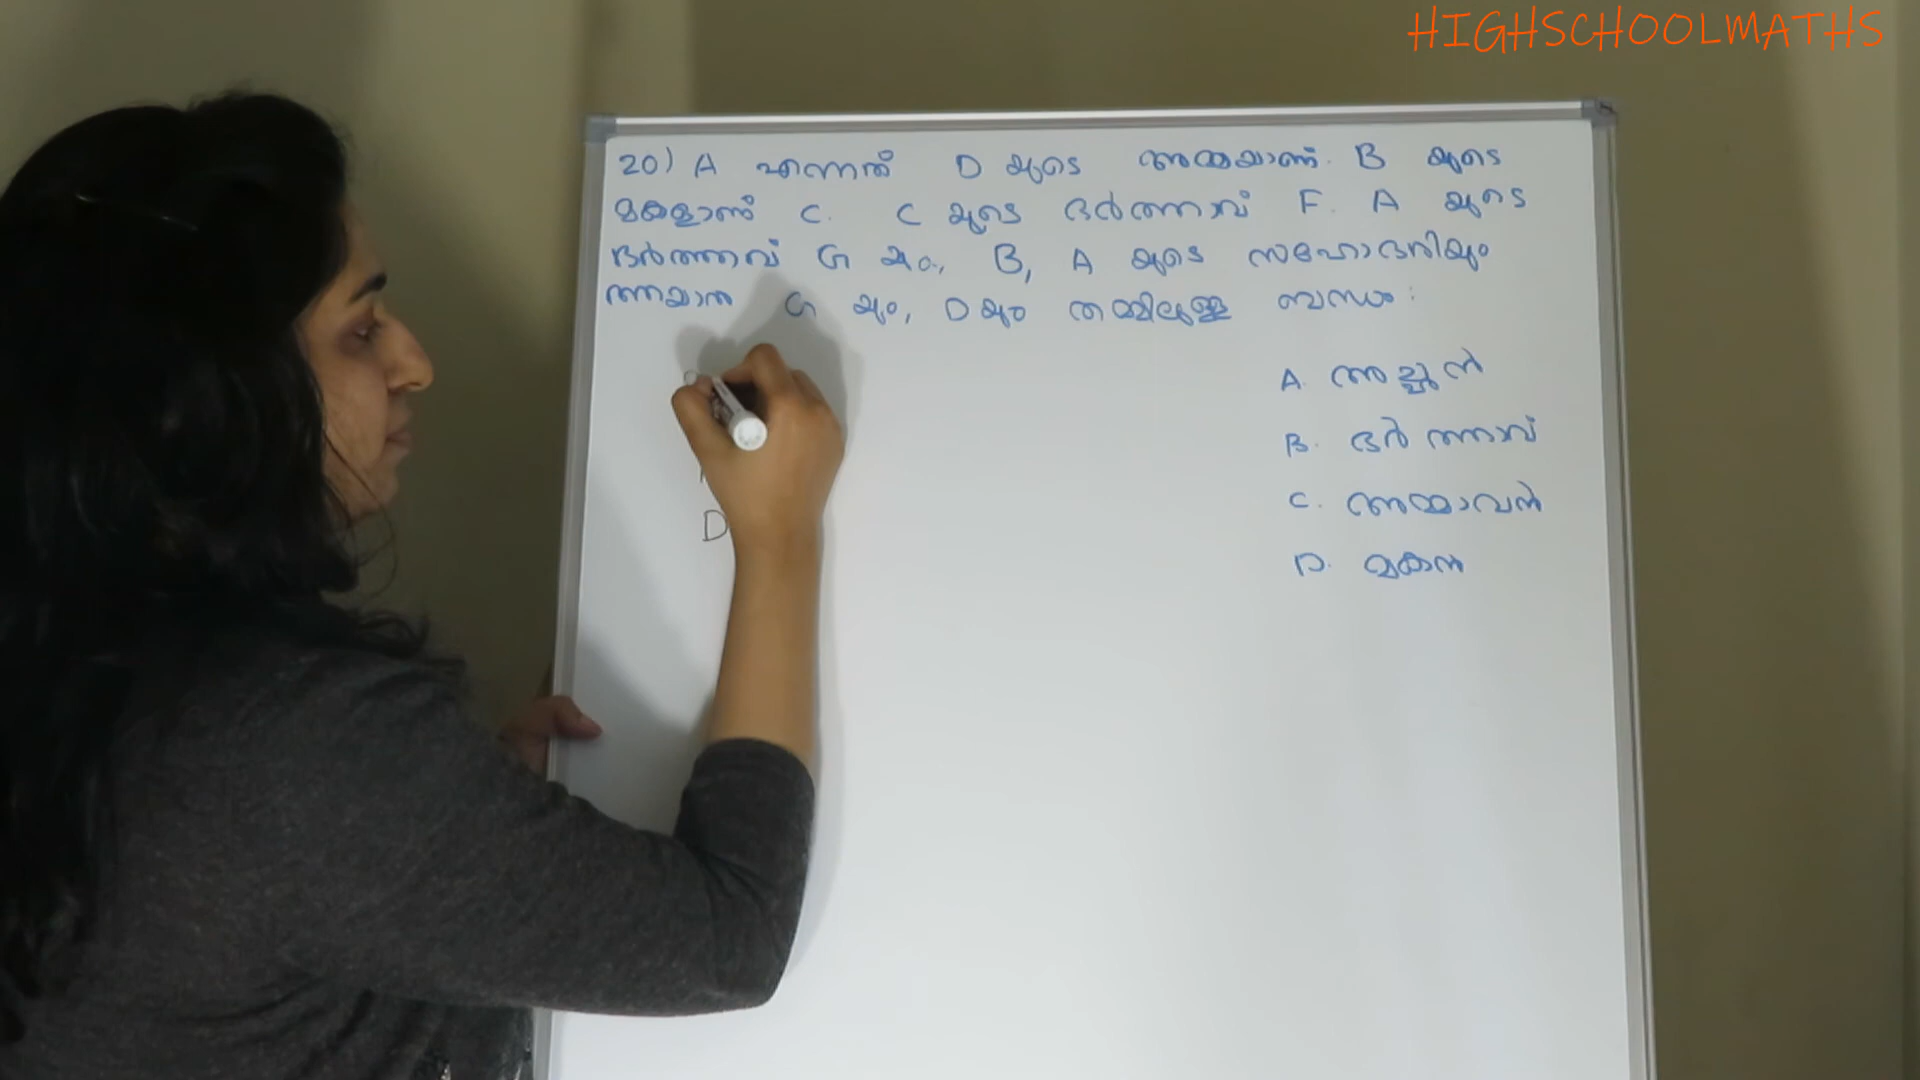 HIGHSCHOOLMATHS
20) A എന്നത് D യുടെ അമ്മയാണ്. B യുടെ
മകളാണ് C. C യുടെ ഭർത്താവ് F. A യുടെ
ഭർത്താവ് G യും, B, A യുടെ സഹോദരിയും
ആയാൽ G യും, D യും തമ്മിലുള്ള ബന്ധം :
A. അച്ഛൻ
B. ഭർത്താവ്
C. അമ്മാവൻ
D. മകൻ
D